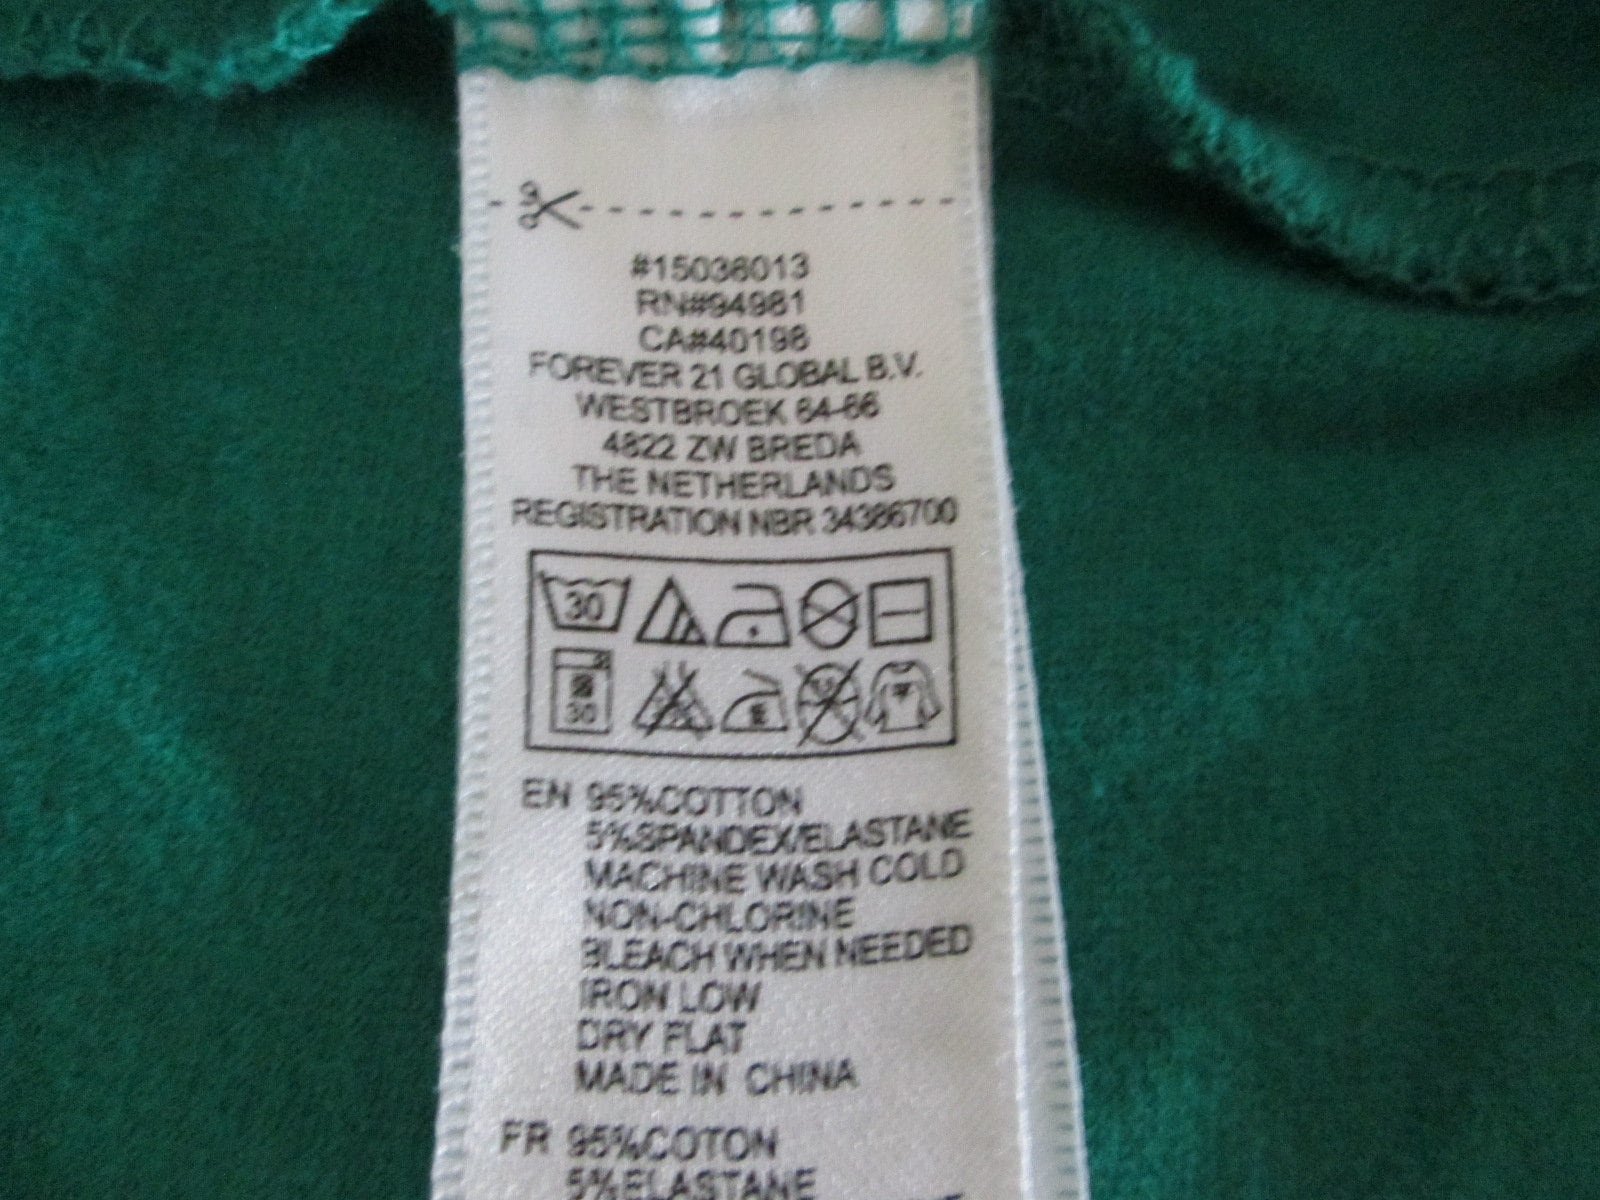 #15036013
RN#94981
CA#40198
FOREVER 21 GLOBAL B.V.
WESTBROEK 64-66
4822 ZW BREDA
THE NETHERLANDS
REGISTRATION NBR 34386700
30
30
EN 95%COTTON
5%SPANDEX/ELASTANE
MACHINE WASH COLD
NON-CHLORINE
BLEACH WHEN NEEDED
IRON LOW
DRY FLAT
MADE IN CHINA
FR 95%COTON
5%ELASTANE